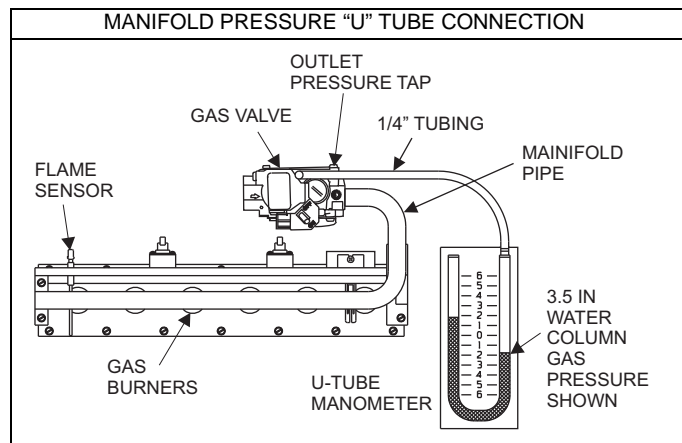 MANIFOLD PRESSURE “U” TUBE CONNECTION
OUTLET
PRESSURE TAP
GAS VALVE
1/4” TUBING
FLAME
SENSOR
MAINIFOLD
PIPE
6
5
4
3
2
1
0
1
2
3
4
5
6
3.5 IN
WATER
COLUMN
GAS
PRESSURE
SHOWN
GAS
BURNERS
U-TUBE
MANOMETER